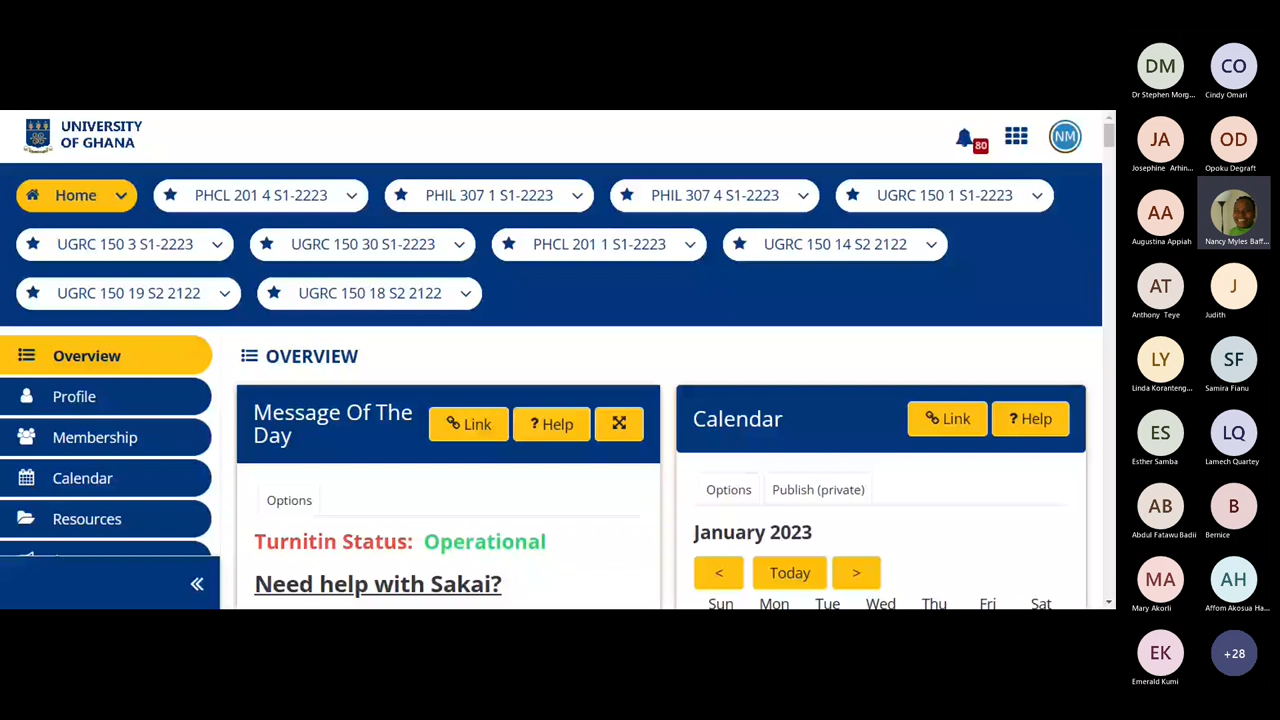 UNIVERSITY
OF GHANA
80
NM
Home
PHCL 201 4 S1-2223
PHIL 307 1 S1-2223
PHIL 307 4 S1-2223
UGRC 150 1 S1-2223
UGRC 150 3 S1-2223
UGRC 150 30 S1-2223
PHCL 201 1 S1-2223
UGRC 150 14 S2 2122
UGRC 150 19 S2 2122
UGRC 150 18 S2 2122
Overview
Profile
Membership
Calendar
Resources
OVERVIEW
Message Of The
Day
Link
? Help
Options
Turnitin Status: Operational
Need help with Sakai?
Calendar
Link
? Help
Options
Publish (private)
January 2023
<
Today
>
Sun Mon Tue Wed Thu Fri Sat
DM
Dr Stephen Morg...
CO
Cindy Omari
JA
Josephine Arhin...
OD
Opoku Degraft
AA
Augustina Appiah
Nancy Myles Baff...
AT
Anthony Teye
J
Judith
LY
Linda Koranteng...
SF
Samira Fianu
ES
Esther Samba
LQ
Lamech Quartey
AB
Abdul Fatawu Badii
B
Bernice
MA
Mary Akorli
AH
Affom Akosua Ha...
EK
Emerald Kumi
+28